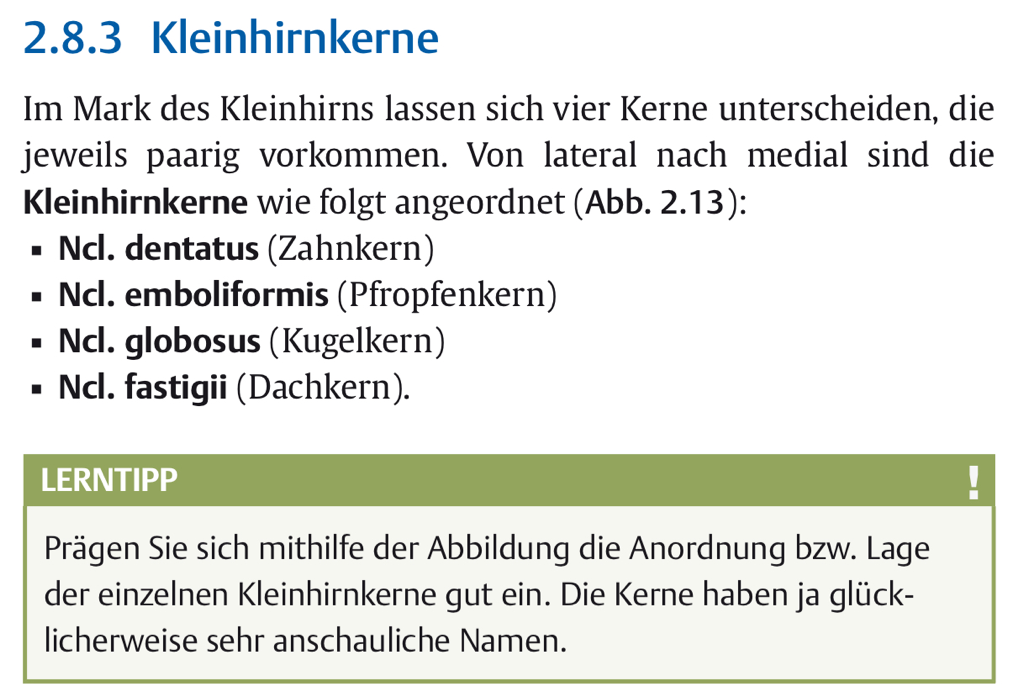 2.8.3 Kleinhirnkerne
Im Mark des Kleinhirns lassen sich vier Kerne unterscheiden, die
jeweils paarig vorkommen. Von lateral nach medial sind die
Kleinhirnkerne wie folgt angeordnet (Abb. 2.13):
▪ Ncl. dentatus (Zahnkern)
▪ Ncl. emboliformis (Pfropfenkern)
▪ Ncl. globosus (Kugelkern)
▪ Ncl. fastigii (Dachkern).
LERNTIPP !
Prägen Sie sich mithilfe der Abbildung die Anordnung bzw. Lage
der einzelnen Kleinhirnkerne gut ein. Die Kerne haben ja glück-
licherweise sehr anschauliche Namen.